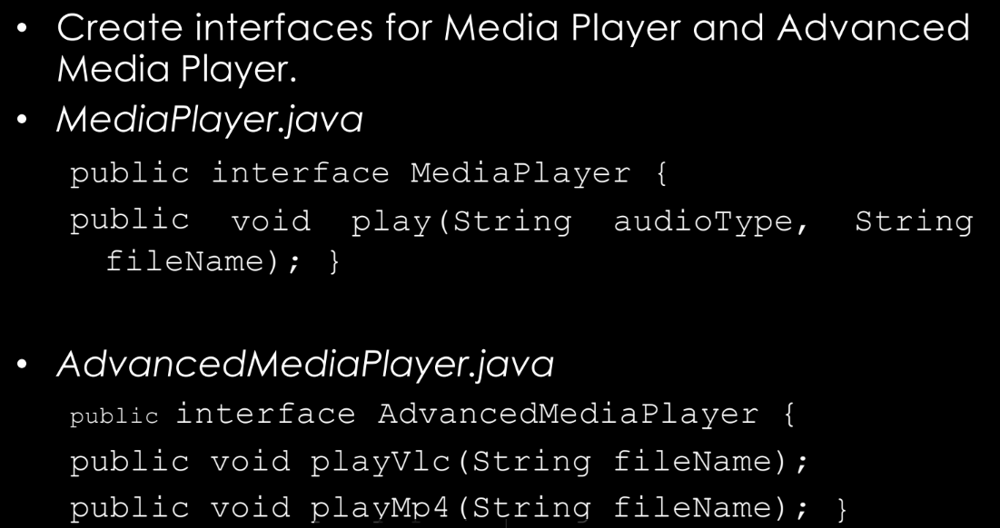 • Create interfaces for Media Player and Advanced
Media Player.
• MediaPlayer.java
public interface MediaPlayer {
public void play(String audioType, String
fileName); }
• AdvancedMediaPlayer.java
public interface AdvancedMediaPlayer {
public void playVlc(String fileName);
public void playMp4(String fileName); }